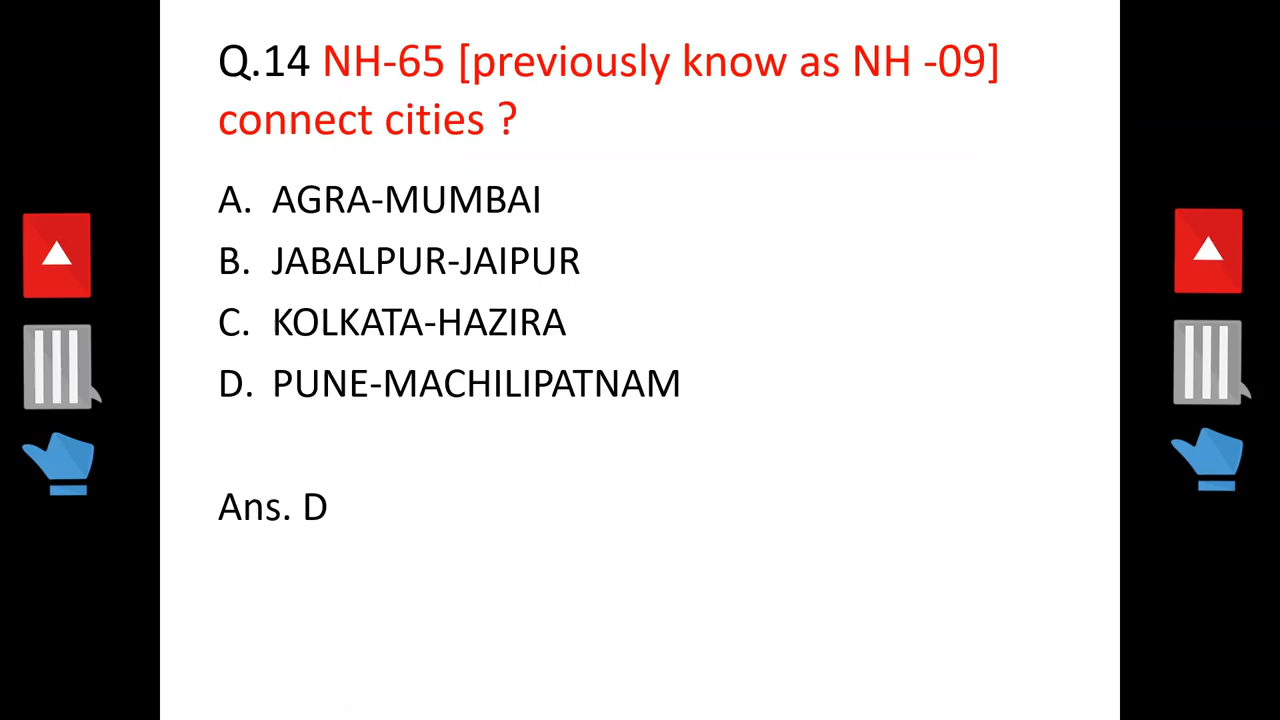 Q.14 NH-65 [previously know as NH -09]
connect cities ?
A. AGRA-MUMBAI
B. JABALPUR-JAIPUR
C. KOLKATA-HAZIRA
D. PUNE-MACHILIPATNAM
Ans. D